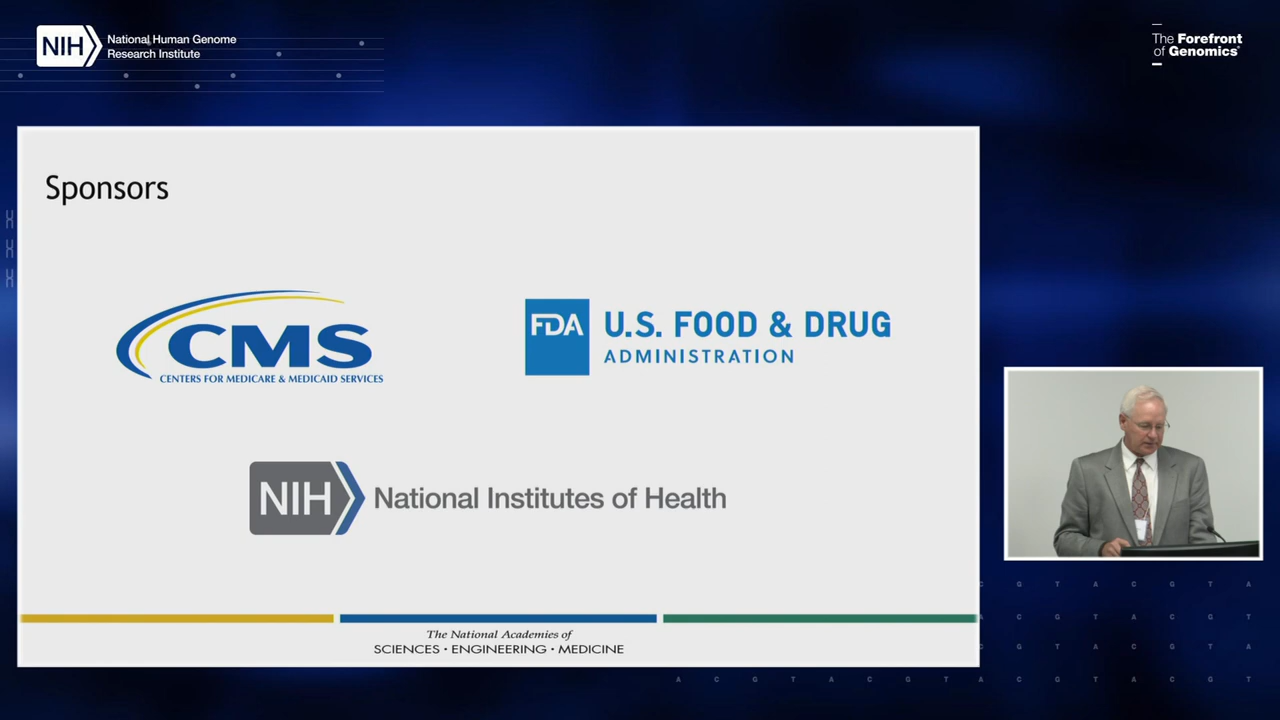 NIH
National Human Genome
Research Institute
The Forefront
of Genomics®
Sponsors
CMS
CENTERS FOR MEDICARE & MEDICAID SERVICES
FDA
U.S. FOOD & DRUG
ADMINISTRATION
NIH
National Institutes of Health
The National Academies of
SCIENCES · ENGINEERING · MEDICINE
C G T A C G T A
A C G T A C G T
G T A C G T A
A C G T A C G T A C G T A C G T